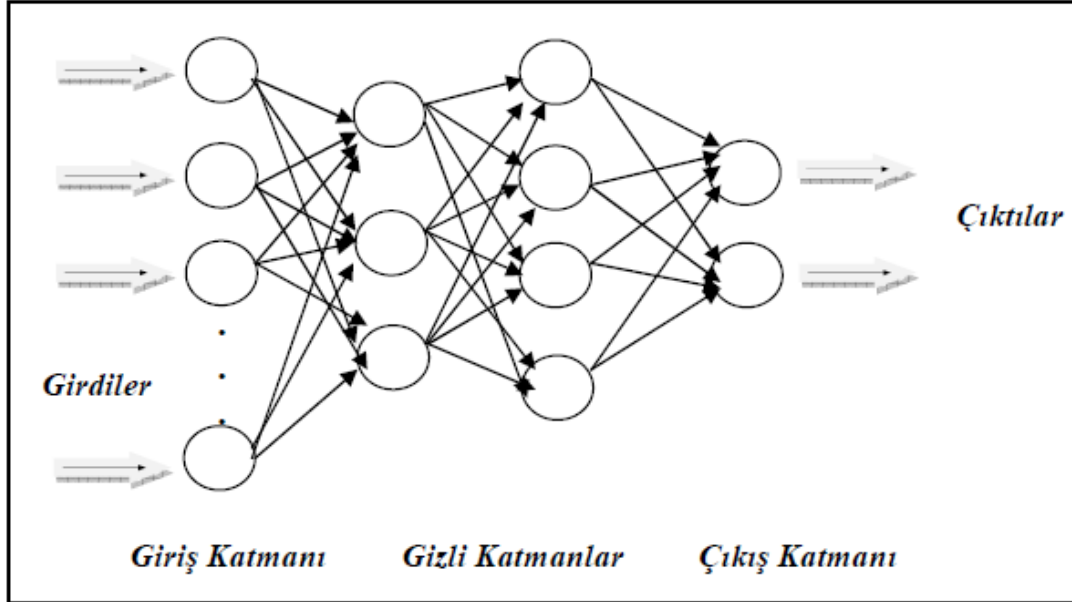 Çıktılar
Girdiler
Giriş Katmanı
Gizli Katmanlar
Çıkış Katmanı